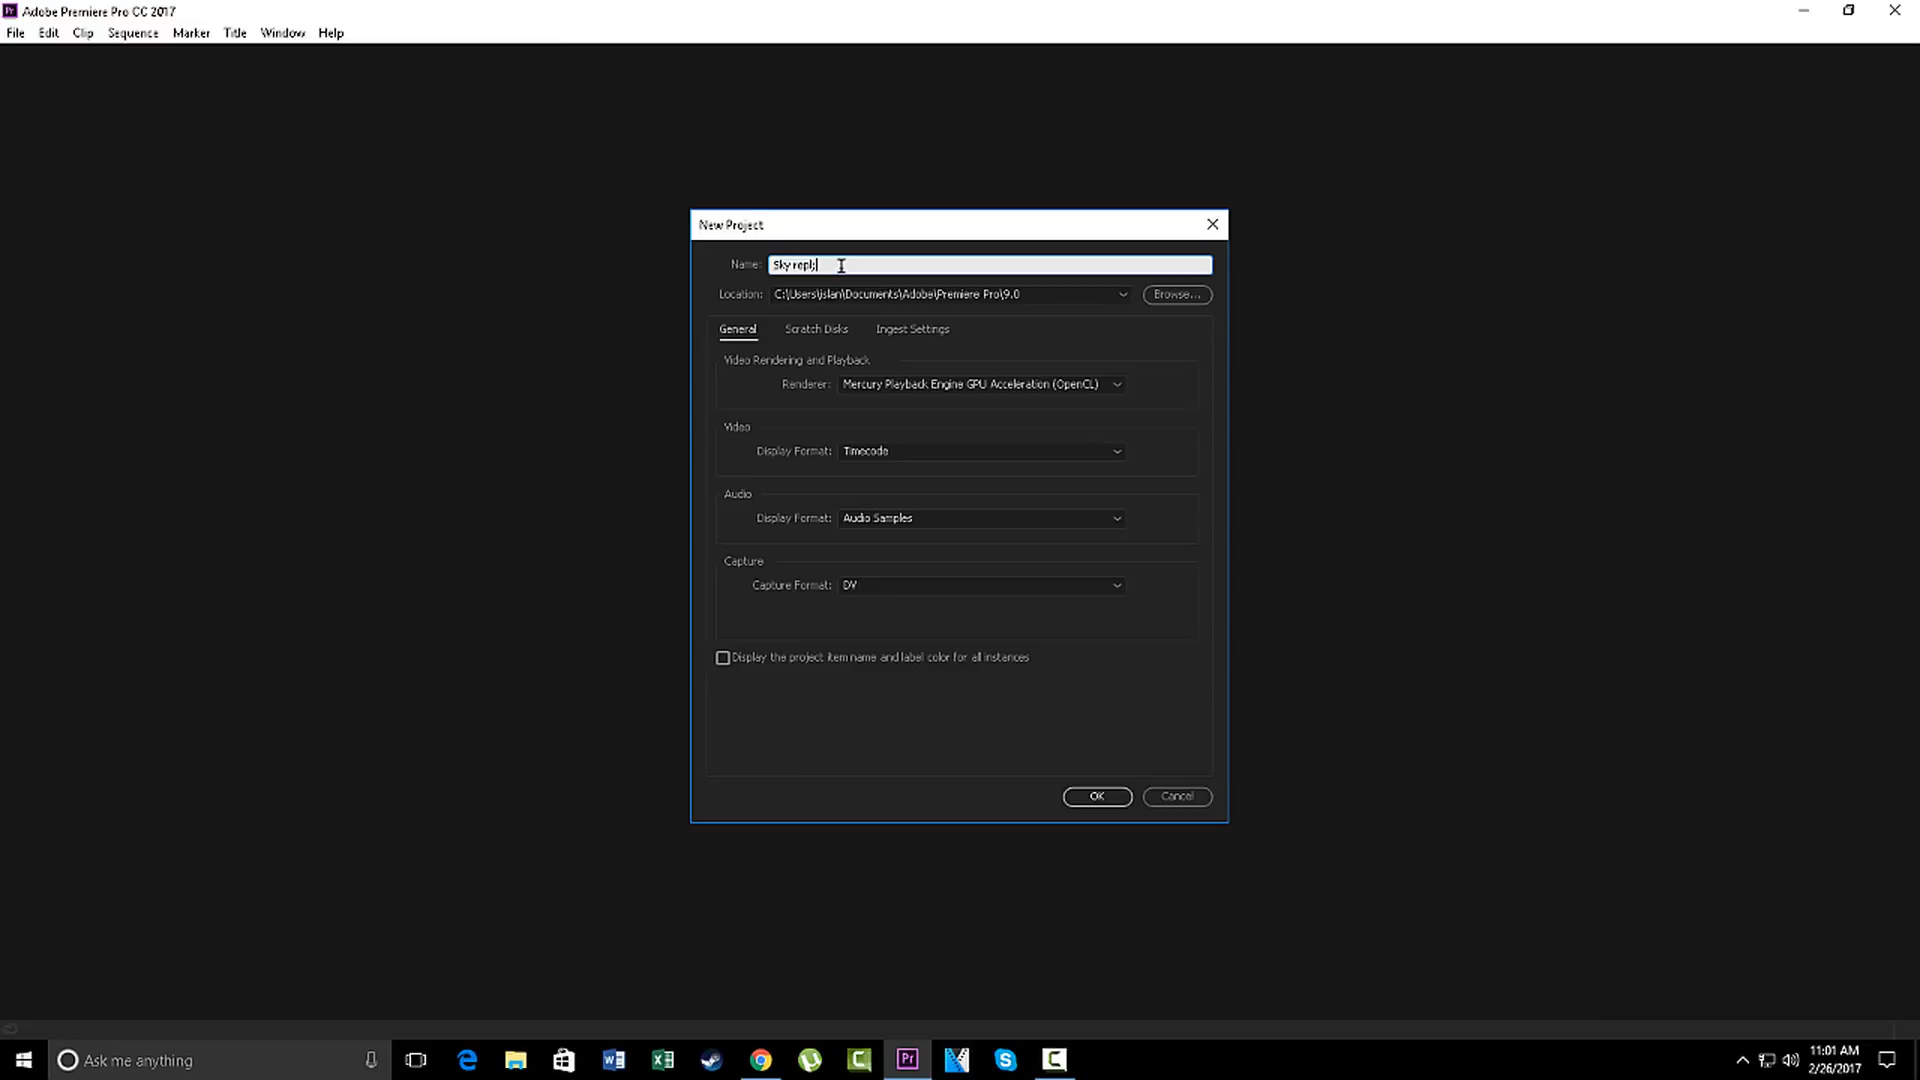 Adobe Premiere Pro CC 2017
File Edit Clip Sequence Marker Title Window Help
New Project
Name: Sky repl;
Location: C:\Users\islan\Documents\Adobe\Premiere Pro\9.0 Browse...
General Scratch Disks Ingest Settings
Video Rendering and Playback
Renderer: Mercury Playback Engine GPU Acceleration (OpenCL)
Video
Display Format: Timecode
Audio
Display Format: Audio Samples
Capture
Capture Format: DV
Display the project item name and label color for all instances
OK Cancel
Ask me anything
11:01 AM
2/26/2017